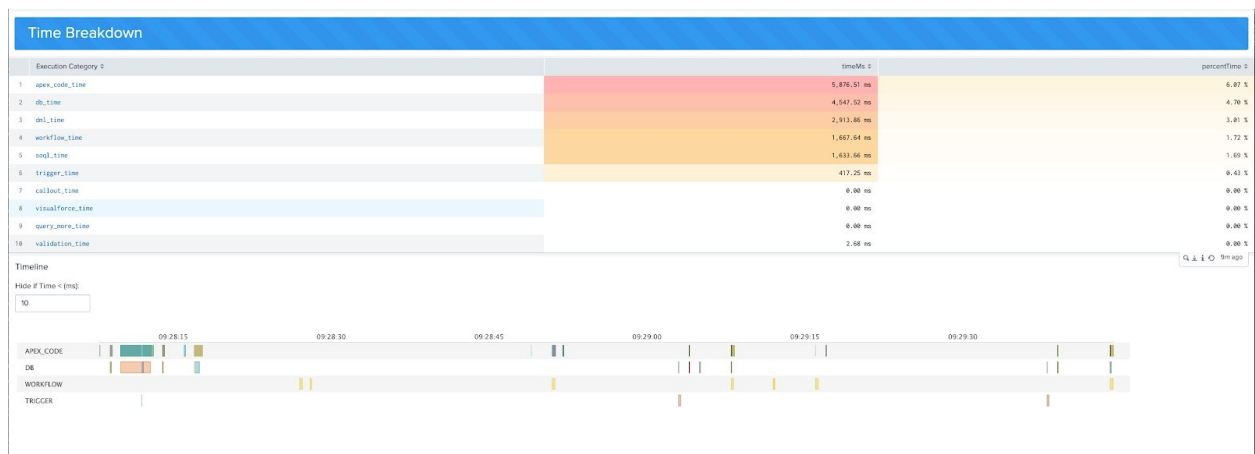 Time Breakdown
Execution Category timeMs percentTime
1 apex_code_time 5,876.51 ms 6.07 %
2 db_time 4,547.52 ms 4.70 %
3 dml_time 2,913.86 ms 3.01 %
4 workflow_time 1,667.64 ms 1.72 %
5 soql_time 1,633.66 ms 1.69 %
6 trigger_time 417.25 ms 0.43 %
7 callout_time 0.00 ms 0.00 %
8 visualforce_time 0.00 ms 0.00 %
9 query_more_time 0.00 ms 0.00 %
10 validation_time 2.68 ms 0.00 %
9m ago
Timeline
Hide if Time < (ms):
10
09:28:15 09:28:30 09:28:45 09:29:00 09:29:15 09:29:30
APEX_CODE
DB
WORKFLOW
TRIGGER